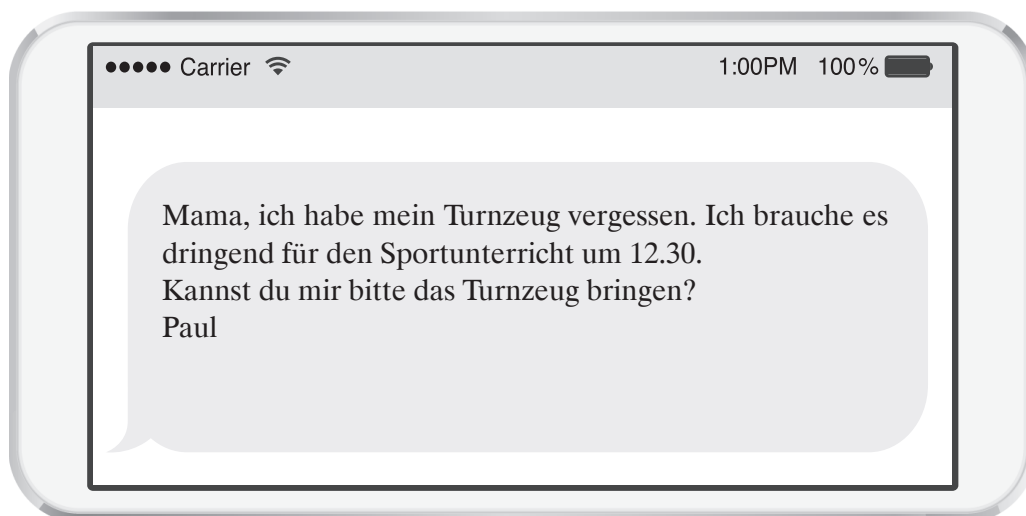 ●●●●● Carrier 1:00PM 100%
Mama, ich habe mein Turnzeug vergessen. Ich brauche es
dringend für den Sportunterricht um 12.30.
Kannst du mir bitte das Turnzeug bringen?
Paul